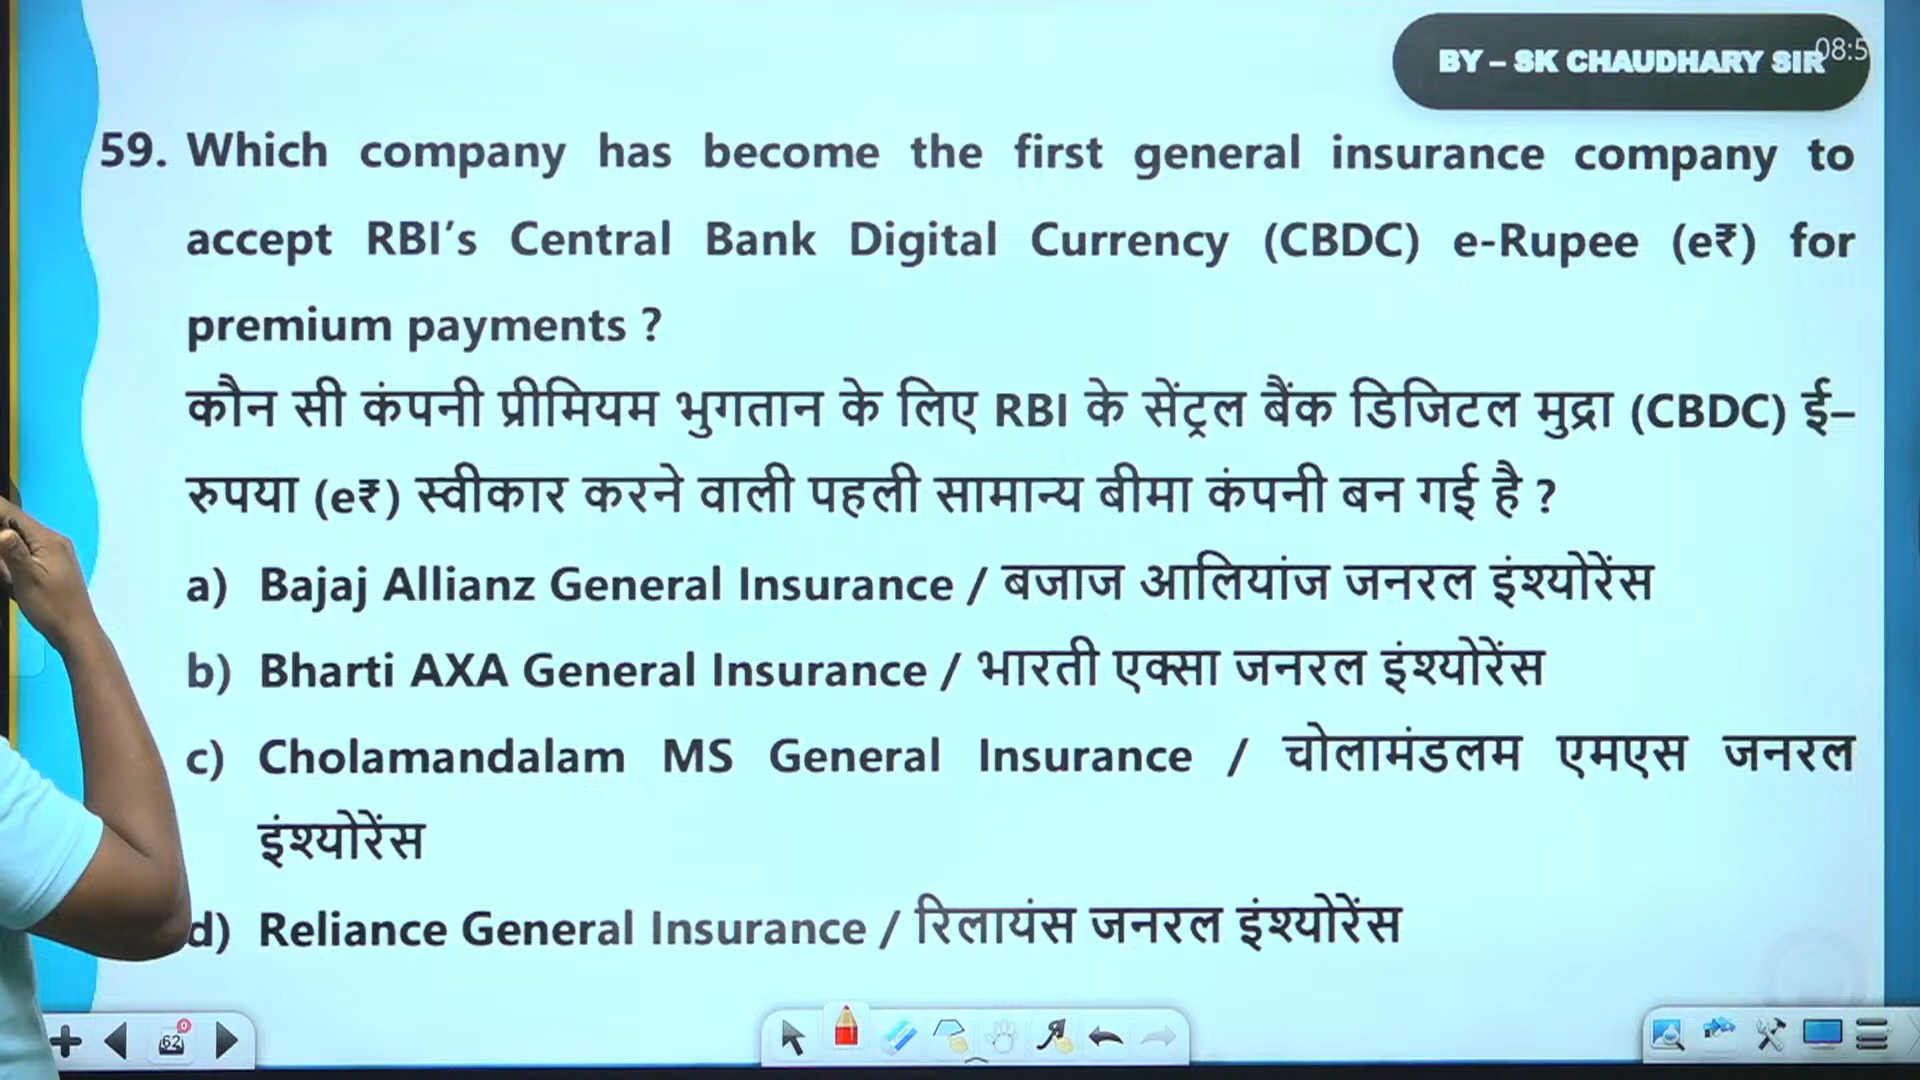 BY – SK CHAUDHARY SIR
08:5
59. Which company has become the first general insurance company to
accept RBI’s Central Bank Digital Currency (CBDC) e-Rupee (e₹) for
premium payments ?
कौन सी कंपनी प्रीमियम भुगतान के लिए RBI के सेंट्रल बैंक डिजिटल मुद्रा (CBDC) ई–
रुपया (e₹) स्वीकार करने वाली पहली सामान्य बीमा कंपनी बन गई है ?
a) Bajaj Allianz General Insurance / बजाज आलियांज जनरल इंश्योरेंस
b) Bharti AXA General Insurance / भारती एक्सा जनरल इंश्योरेंस
c) Cholamandalam MS General Insurance / चोलामंडलम एमएस जनरल
इंश्योरेंस
d) Reliance General Insurance / रिलायंस जनरल इंश्योरेंस
62
0